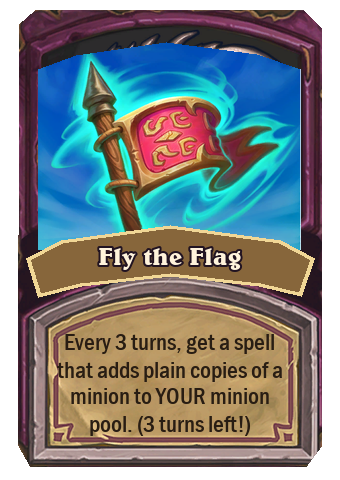 Fly the Flag
Every 3 turns, get a spell
that adds plain copies of a
minion to YOUR minion
pool. (3 turns left!)